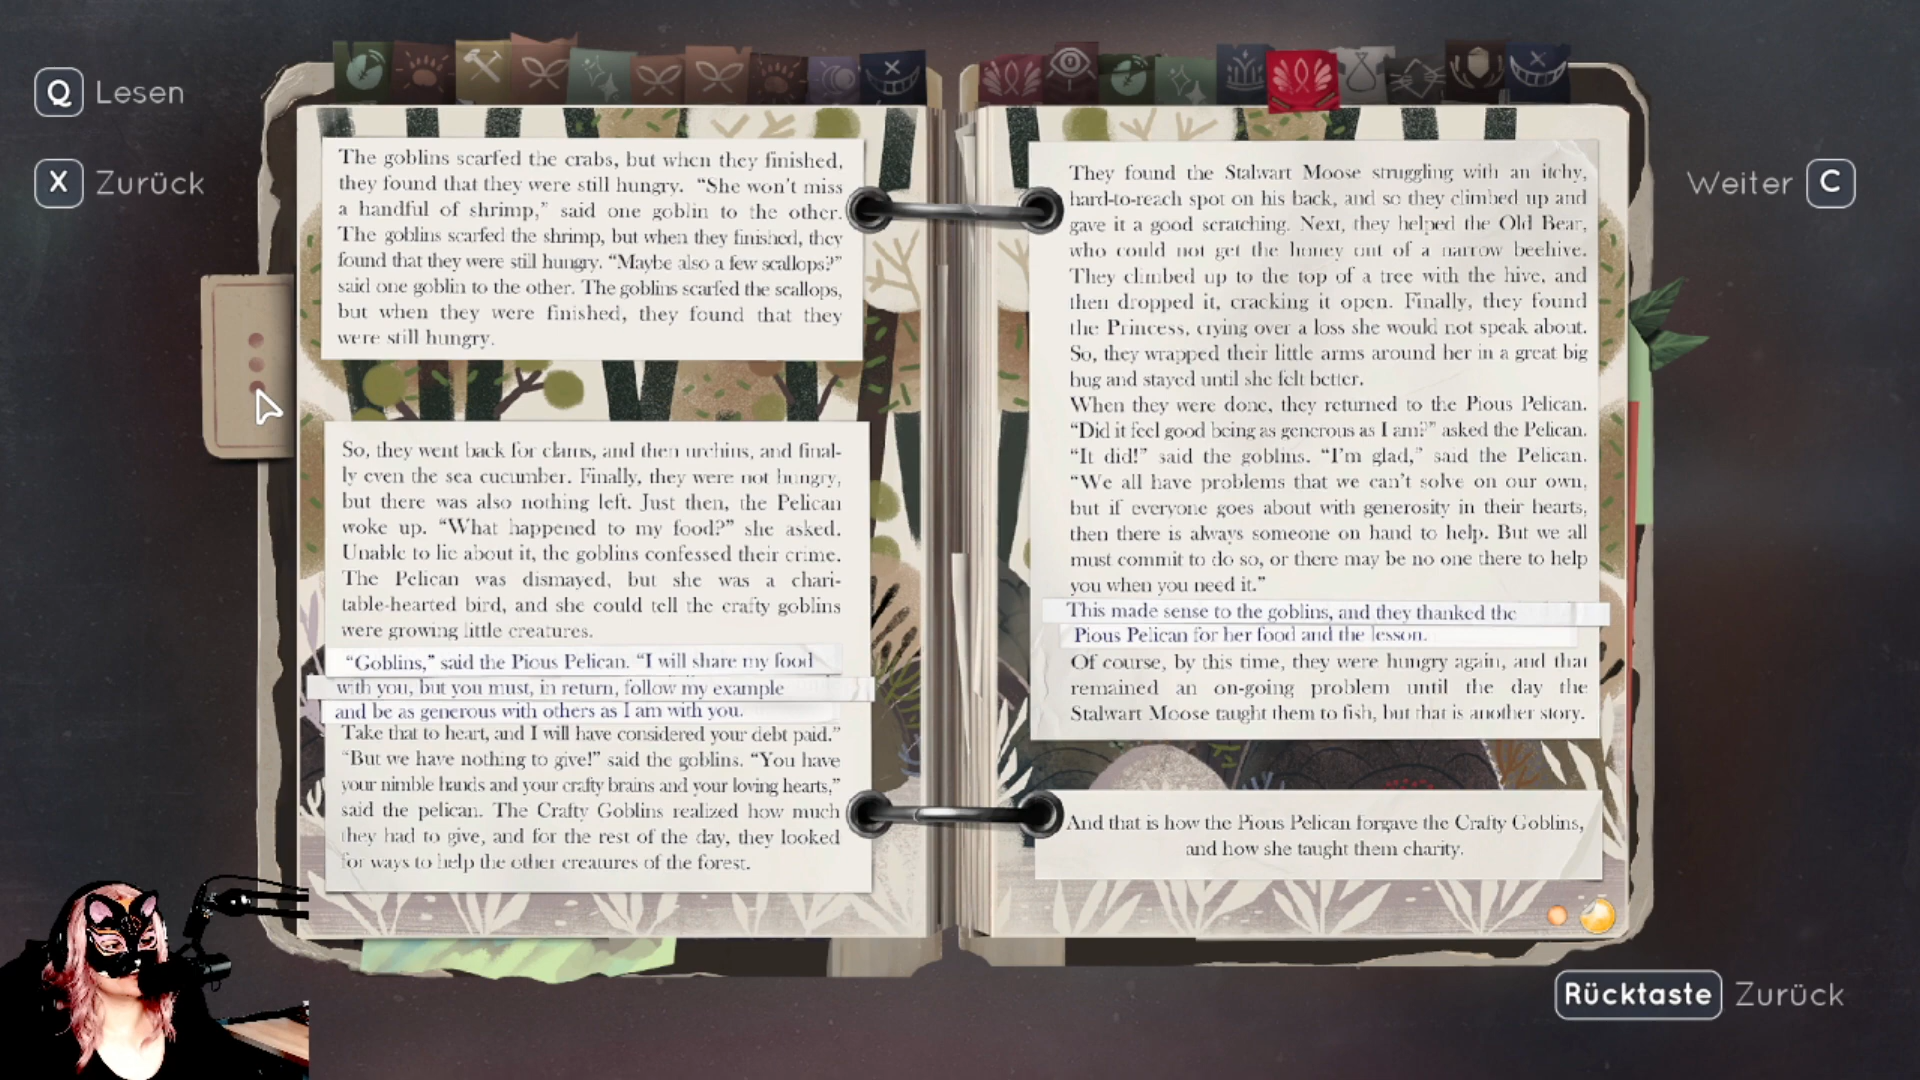 Q Lesen
X Zurück
The goblins scarfed the crabs, but when they finished,
they found that they were still hungry. “She won't miss
a handful of shrimp,” said one goblin to the other.
The goblins scarfed the shrimp, but when they finished, they
found that they were still hungry. “Maybe also a few scallops?”
said one goblin to the other. The goblins scarfed the scallops,
but when they were finished, they found that they
were still hungry.
So, they went back for clams, and then urchins, and final-
ly even the sea cucumber. Finally, they were not hungry,
but there was also nothing left. Just then, the Pelican
woke up. “What happened to my food?” she asked.
Unable to lie about it, the goblins confessed their crime.
The Pelican was dismayed, but she was a chari-
table-hearted bird, and she could tell the crafty goblins
were growing little creatures.
“Goblins,” said the Pious Pelican. “I will share my food
with you, but you must, in return, follow my example
and be as generous with others as I am with you.
Take that to heart, and I will have considered your debt paid.”
“But we have nothing to give!” said the goblins. “You have
your nimble hands and your crafty brains and your loving hearts,”
said the pelican. The Crafty Goblins realized how much
they had to give, and for the rest of the day, they looked
for ways to help the other creatures of the forest.
They found the Stalwart Moose struggling with an itchy,
hard-to-reach spot on his back, and so they climbed up and
gave it a good scratching. Next, they helped the Old Bear,
who could not get the honey out of a narrow beehive.
They climbed up to the top of a tree with the hive, and
then dropped it, cracking it open. Finally, they found
the Princess, crying over a loss she would not speak about.
So, they wrapped their little arms around her in a great big
hug and stayed until she felt better.
When they were done, they returned to the Pious Pelican.
“Did it feel good being as generous as I am?” asked the Pelican.
“It did!” said the goblins. “I'm glad,” said the Pelican.
“We all have problems that we can't solve on our own,
but if everyone goes about with generosity in their hearts,
then there is always someone on hand to help. But we all
must commit to do so, or there may be no one there to help
you when you need it.”
This made sense to the goblins, and they thanked the
Pious Pelican for her food and the lesson.
Of course, by this time, they were hungry again, and that
remained an on-going problem until the day the
Stalwart Moose taught them to fish, but that is another story.
And that is how the Pious Pelican forgave the Crafty Goblins,
and how she taught them charity.
Weiter C
Rücktaste Zurück